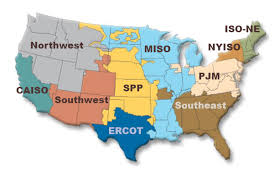 ISO-NE
Northwest
MISO
NYISO
PJM
CAISO
SPP
Southwest
Southeast
ERCOT